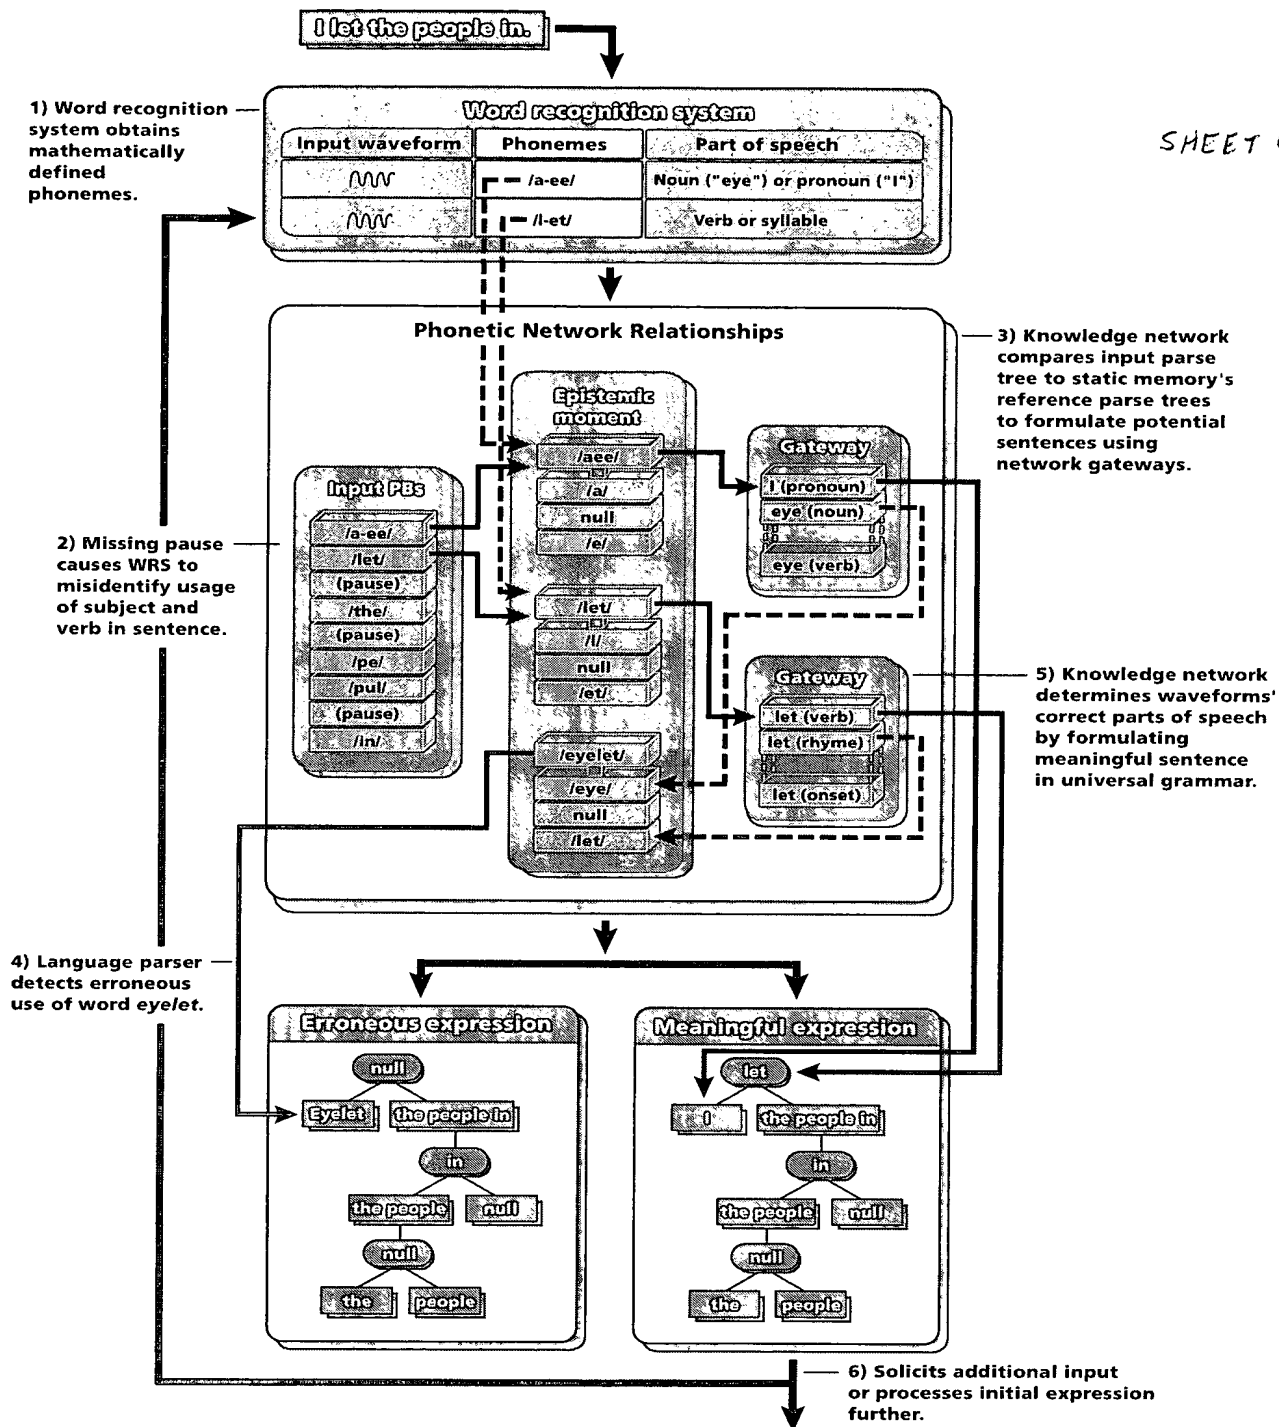 I let the people in.
SHEET
1) Word recognition
system obtains
mathematically
defined
phonemes.
Word recognition system
Input waveform Phonemes Part of speech
/a-ee/ Noun ("eye") or pronoun ("I")
/l-et/ Verb or syllable
Phonetic Network Relationships
3) Knowledge network
compares input parse
tree to static memory's
reference parse trees
to formulate potential
sentences using
network gateways.
2) Missing pause
causes WRS to
misidentify usage
of subject and
verb in sentence.
Input PBs
/a-ee/
/let/
(pause)
/the/
(pause)
/pe/
/pul/
(pause)
/in/
Epistemic
moment
/aee/
/a/
null
/e/
/let/
/l/
null
/et/
/eyelet/
/eye/
null
/let/
Gateway
I (pronoun)
eye (noun)
eye (verb)
Gateway
let (verb)
let (rhyme)
let (onset)
5) Knowledge network
determines waveforms'
correct parts of speech
by formulating
meaningful sentence
in universal grammar.
4) Language parser
detects erroneous
use of word eyelet.
Erroneous expression
null
Eyelet the people in
in
the people null
null
the people
Meaningful expression
let
I the people in
in
the people null
null
the people
6) Solicits additional input
or processes initial expression
further.